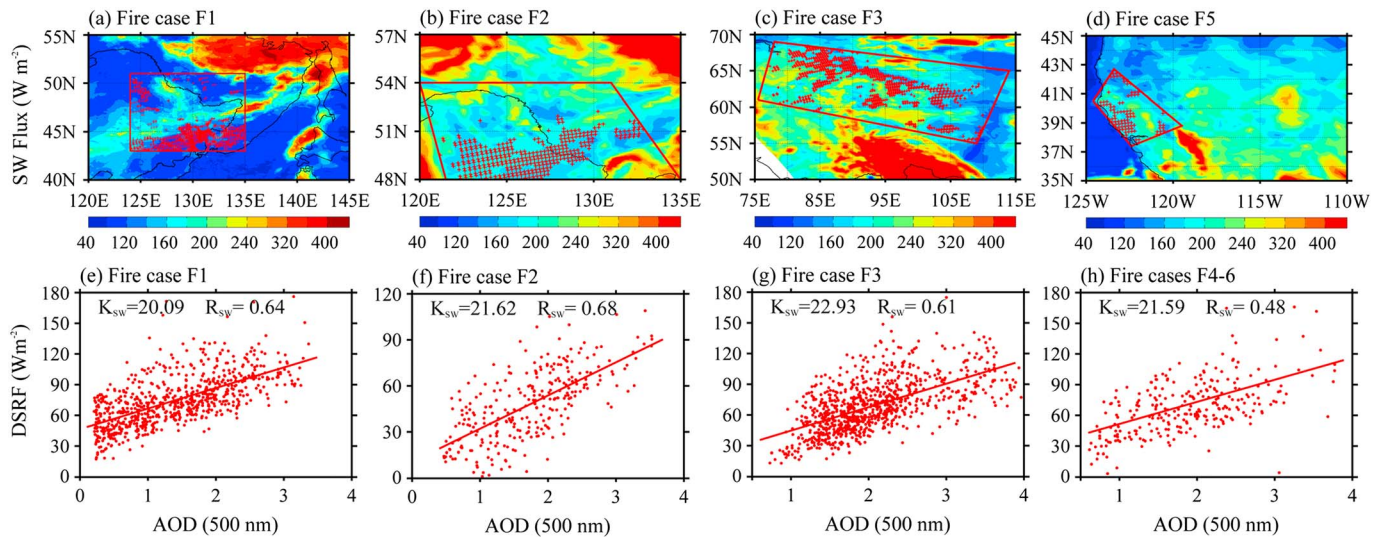 (a) Fire case F1
(b) Fire case F2
(c) Fire case F3
(d) Fire case F5
SW Flux (W m-2)
55N
50N
45N
40N
120E 125E 130E 135E 140E 145E
57N
54N
51N
48N
120E 125E 130E 135E
70N
65N
60N
55N
50N
75E 85E 95E 105E 115E
45N
43N
41N
39N
37N
35N
125W 120W 115W 110W
40 120 160 200 240 320 400
40 120 160 200 240 320 400
40 120 160 200 240 320 400
40 120 160 200 240 320 400
(e) Fire case F1
(f) Fire case F2
(g) Fire case F3
(h) Fire cases F4-6
DSRF (Wm-2)
Ksw=20.09 Rsw= 0.64
Ksw=21.62 Rsw= 0.68
Ksw=22.93 Rsw= 0.61
Ksw=21.59 Rsw= 0.48
180
150
120
90
60
30
0
0 1 2 3 4
120
90
60
30
0
0 1 2 3 4
180
150
120
90
60
30
0
1 2 3 4
180
150
120
90
60
30
0
1 2 3 4
AOD (500 nm)
AOD (500 nm)
AOD (500 nm)
AOD (500 nm)